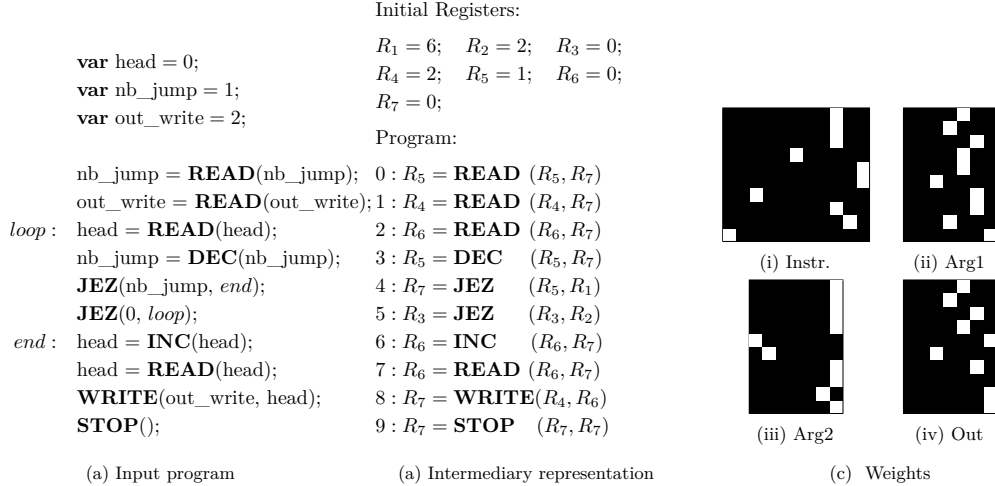 Initial Registers:
R₁ = 6; R₂ = 2; R₃ = 0;
R₄ = 2; R₅ = 1; R₆ = 0;
R₇ = 0;
Program:
var head = 0;
var nb_jump = 1;
var out_write = 2;
nb_jump = READ(nb_jump);
out_write = READ(out_write);
loop : head = READ(head);
nb_jump = DEC(nb_jump);
JEZ(nb_jump, end);
JEZ(0, loop);
end : head = INC(head);
head = READ(head);
WRITE(out_write, head);
STOP();
(a) Input program
0 : R₅ = READ (R₅, R₇)
1 : R₄ = READ (R₄, R₇)
2 : R₆ = READ (R₆, R₇)
3 : R₅ = DEC (R₅, R₇)
4 : R₇ = JEZ (R₅, R₁)
5 : R₃ = JEZ (R₃, R₂)
6 : R₆ = INC (R₆, R₇)
7 : R₆ = READ (R₆, R₇)
8 : R₇ = WRITE(R₄, R₆)
9 : R₇ = STOP (R₇, R₇)
(a) Intermediary representation
(i) Instr.
(ii) Arg1
(iii) Arg2
(iv) Out
(c) Weights